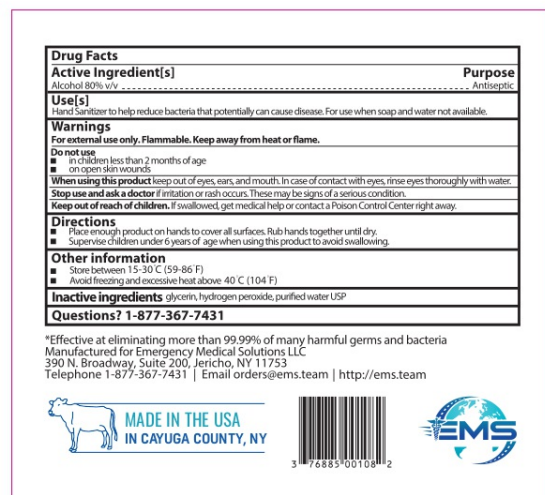 Drug Facts
Active Ingredient[s] Purpose
Alcohol 80% v/v Antiseptic
Use[s]
Hand Sanitizer to help reduce bacteria that potentially can cause disease. For use when soap and water not available.
Warnings
For external use only. Flammable. Keep away from heat or flame.
Do not use
■ in children less than 2 months of age
■ on open skin wounds
When using this product keep out of eyes, ears, and mouth. In case of contact with eyes, rinse eyes thoroughly with water.
Stop use and ask a doctor if irritation or rash occurs. These may be signs of a serious condition.
Keep out of reach of children. If swallowed, get medical help or contact a Poison Control Center right away.
Directions
■ Place enough product on hands to cover all surfaces. Rub hands together until dry.
■ Supervise children under 6 years of age when using this product to avoid swallowing.
Other information
■ Store between 15-30°C (59-86°F)
■ Avoid freezing and excessive heat above 40°C (104°F)
Inactive ingredients glycerin, hydrogen peroxide, purified water USP
Questions? 1-877-367-7431
*Effective at eliminating more than 99.99% of many harmful germs and bacteria
Manufactured for Emergency Medical Solutions LLC
390 N. Broadway, Suite 200, Jericho, NY 11753
Telephone 1-877-367-7431 | Email orders@ems.team | http://ems.team
MADE IN THE USA
IN CAYUGA COUNTY, NY
3 76885 00108 2
EMS